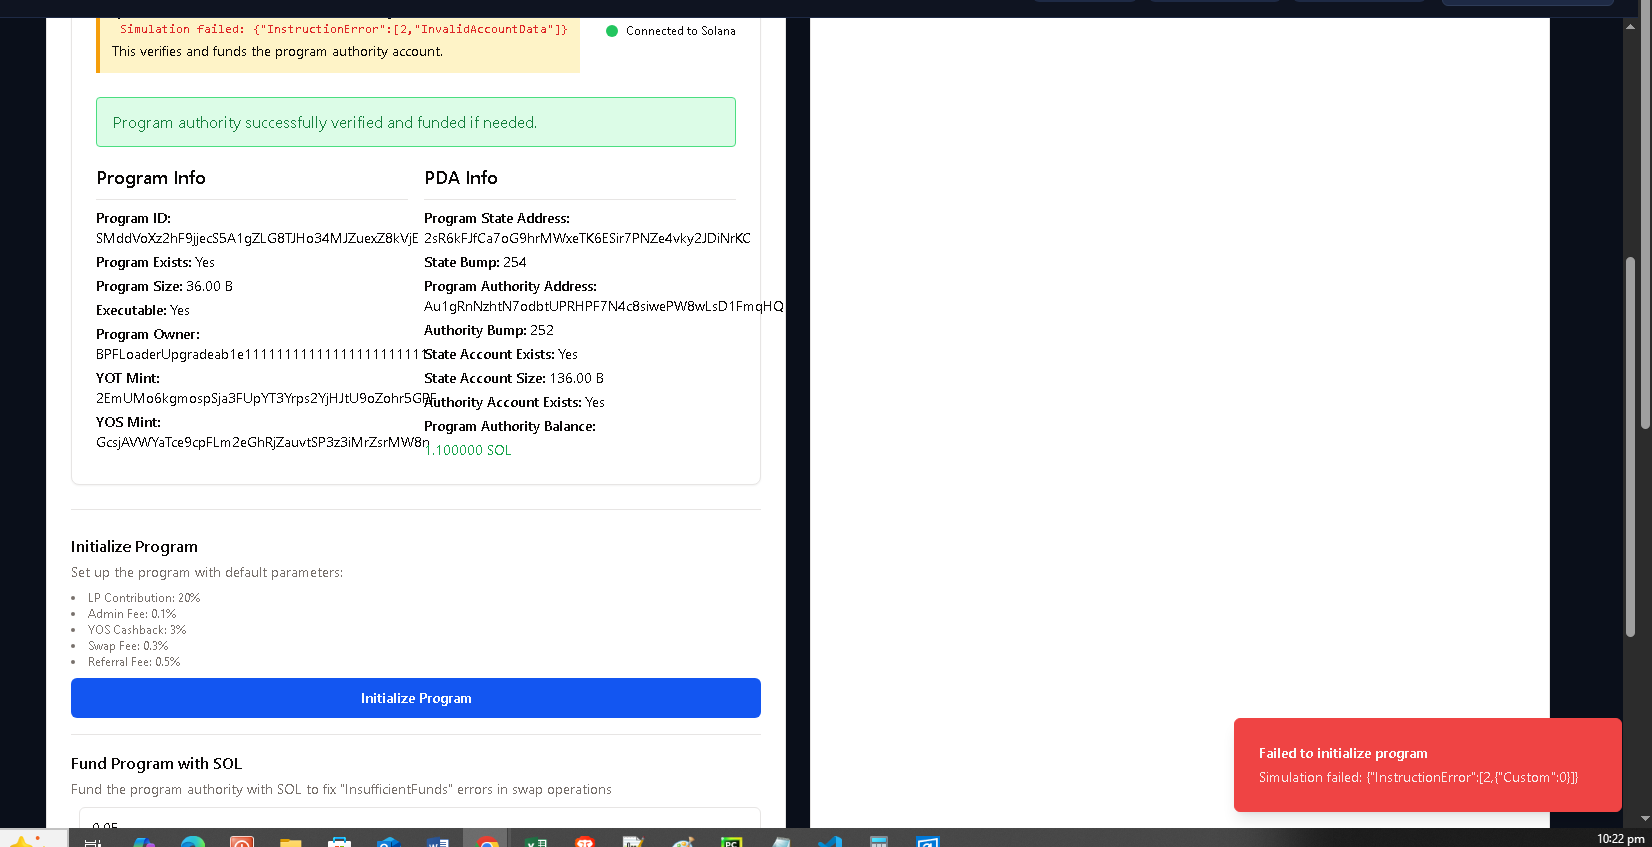 Simulation failed: {"InstructionError":[2,"InvalidAccountData"]}
This verifies and funds the program authority account.
Connected to Solana
Program authority successfully verified and funded if needed.
Program Info
Program ID:
SMddVoXz2hF9jjecS5A1gZLG8TJHo34MJZuexZ8kVjE
Program Exists: Yes
Program Size: 36.00 B
Executable: Yes
Program Owner:
BPFLoaderUpgradeab1e11111111111111111111111
YOT Mint:
2EmUMo6kgmospSja3FUpYT3Yrps2YjHJtU9oZohr5GPF
YOS Mint:
GcsjAVWYaTce9cpFLm2eGhRjZauvtSP3z3iMrZsrMW8n
PDA Info
Program State Address:
2sR6kFJfCa7oG9hrMWxeTK6ESir7PNZe4vky2JDiNrKC
State Bump: 254
Program Authority Address:
Au1gRnNzhtN7odbtUPRHPF7N4c8siwePW8wLsD1FmqHQ
Authority Bump: 252
State Account Exists: Yes
State Account Size: 136.00 B
Authority Account Exists: Yes
Program Authority Balance:
1.100000 SOL
Initialize Program
Set up the program with default parameters:
LP Contribution: 20%
Admin Fee: 0.1%
YOS Cashback: 3%
Swap Fee: 0.3%
Referral Fee: 0.5%
Initialize Program
Fund Program with SOL
Fund the program authority with SOL to fix "InsufficientFunds" errors in swap operations
Failed to initialize program
Simulation failed: {"InstructionError":[2,{"Custom":0}]}
10:22 pm